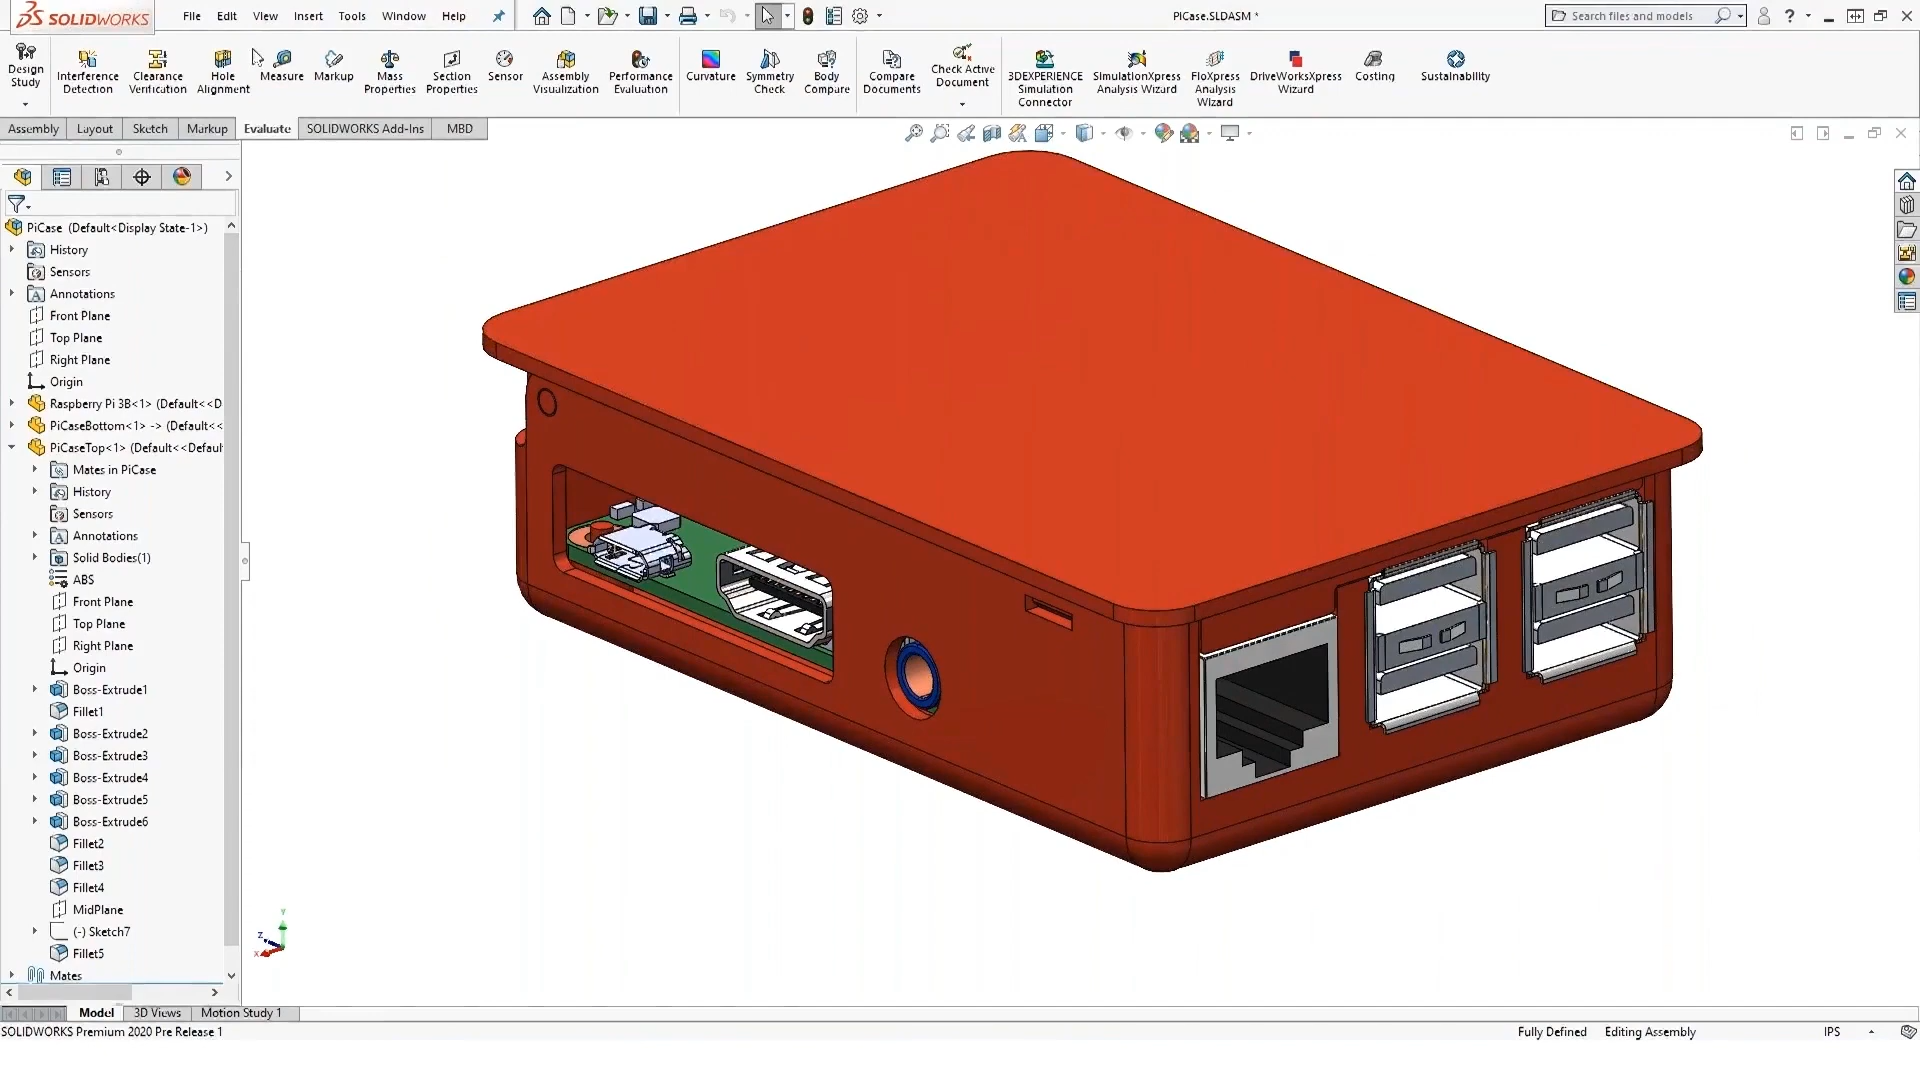 SOLIDWORKS File Edit View Insert Tools Window Help PiCase.SLDASM * Search files and models ?
Design Study
Interference Detection
Clearance Verification
Hole Alignment
Measure
Markup
Mass Properties
Section Properties
Sensor
Assembly Visualization
Performance Evaluation
Curvature
Symmetry Check
Body Compare
Compare Documents
Check Active Document
3DEXPERIENCE Simulation Connector
SimulationXpress Analysis Wizard
FloXpress Analysis Wizard
DriveWorksXpress Wizard
Costing
Sustainability
Assembly Layout Sketch Markup Evaluate SOLIDWORKS Add-Ins MBD
PiCase (Default<Display State-1>)
History
Sensors
Annotations
Front Plane
Top Plane
Right Plane
Origin
Raspberry Pi 3B<1> (Default<<D
PiCaseBottom<1> -> (Default<<
PiCaseTop<1> (Default<<Defaul
Mates in PiCase
History
Sensors
Annotations
Solid Bodies(1)
ABS
Front Plane
Top Plane
Right Plane
Origin
Boss-Extrude1
Fillet1
Boss-Extrude2
Boss-Extrude3
Boss-Extrude4
Boss-Extrude5
Boss-Extrude6
Fillet2
Fillet3
Fillet4
MidPlane
(-) Sketch7
Fillet5
Mates
Y
Z
X
Model 3D Views Motion Study 1
SOLIDWORKS Premium 2020 Pre Release 1 Fully Defined Editing Assembly IPS